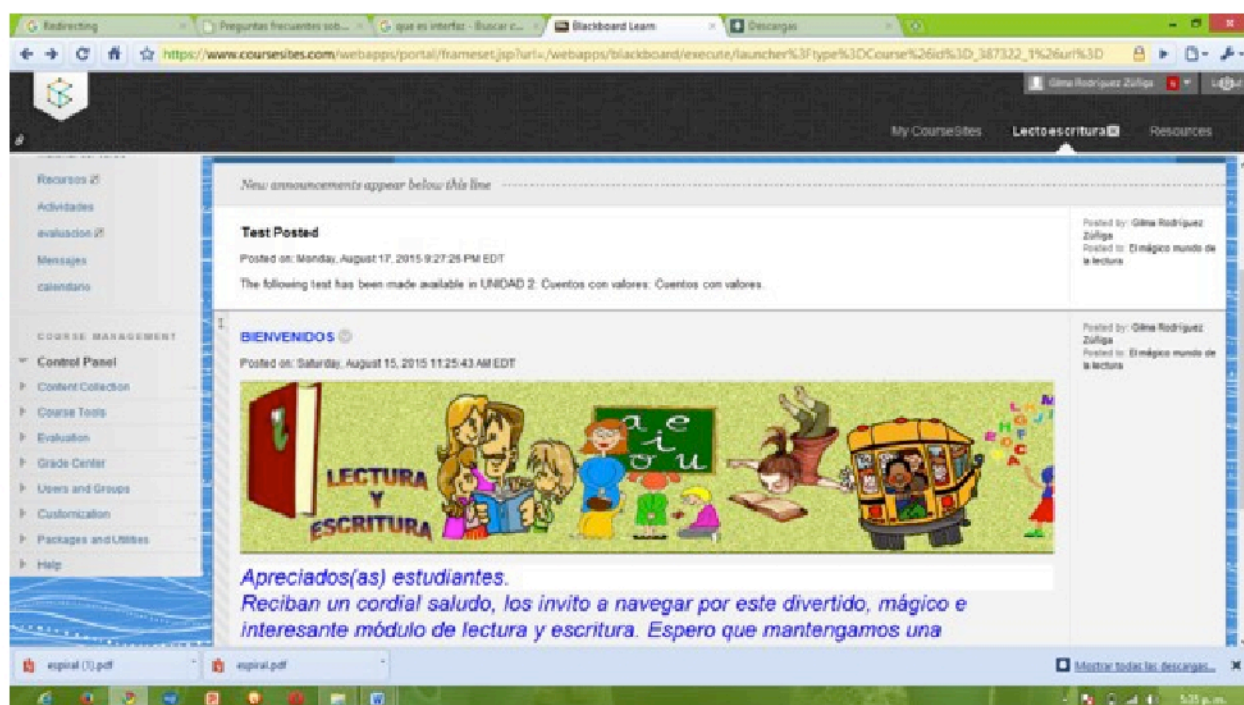 Redirecting
Preguntas frecuentes sob...
que es interfaz - Buscar c...
Blackboard Learn
Descargas
https://www.coursesites.com/webapps/portal/frameset.jsp?url=/webapps/blackboard/execute/launcher%3Ftype%3DCourse%26id%3D_387322_1%26url%3D
Gilma Rodríguez Zúñiga
My CourseSites
Lectoescritura
Resources
Recursos
Actividades
evaluacion
Mensajes
calendario
COURSE MANAGEMENT
Control Panel
Content Collection
Course Tools
Evaluation
Grade Center
Users and Groups
Customization
Packages and Utilities
Help
New announcements appear below this line
Test Posted
Posted on: Monday, August 17, 2015 9:27:26 PM EDT
The following test has been made available in UNIDAD 2: Cuentos con valores: Cuentos con valores.
Posted by: Gilma Rodríguez
Zúñiga
Posted to: El mágico mundo de
la lectura
BIENVENIDOS
Posted on: Saturday, August 15, 2015 11:25:43 AM EDT
Posted by: Gilma Rodríguez
Zúñiga
Posted to: El mágico mundo de
la lectura
LECTURA
Y
ESCRITURA
a e
i
o u
Apreciados(as) estudiantes.
Reciban un cordial saludo, los invito a navegar por este divertido, mágico e
interesante módulo de lectura y escritura. Espero que mantengamos una
espiral (1).pdf
espiral.pdf
Mostrar todas las descargas...
5:35 p.m.